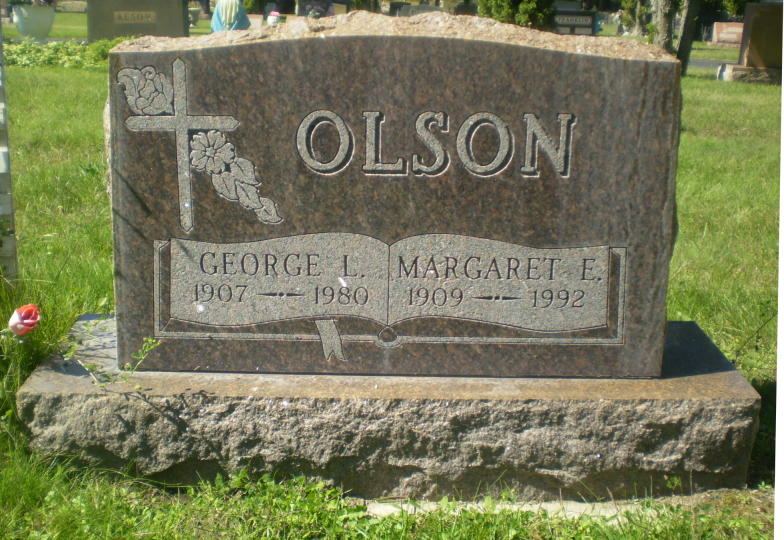 OLSON
GEORGE L. MARGARET E.
1907 — 1980 1909 — 1992